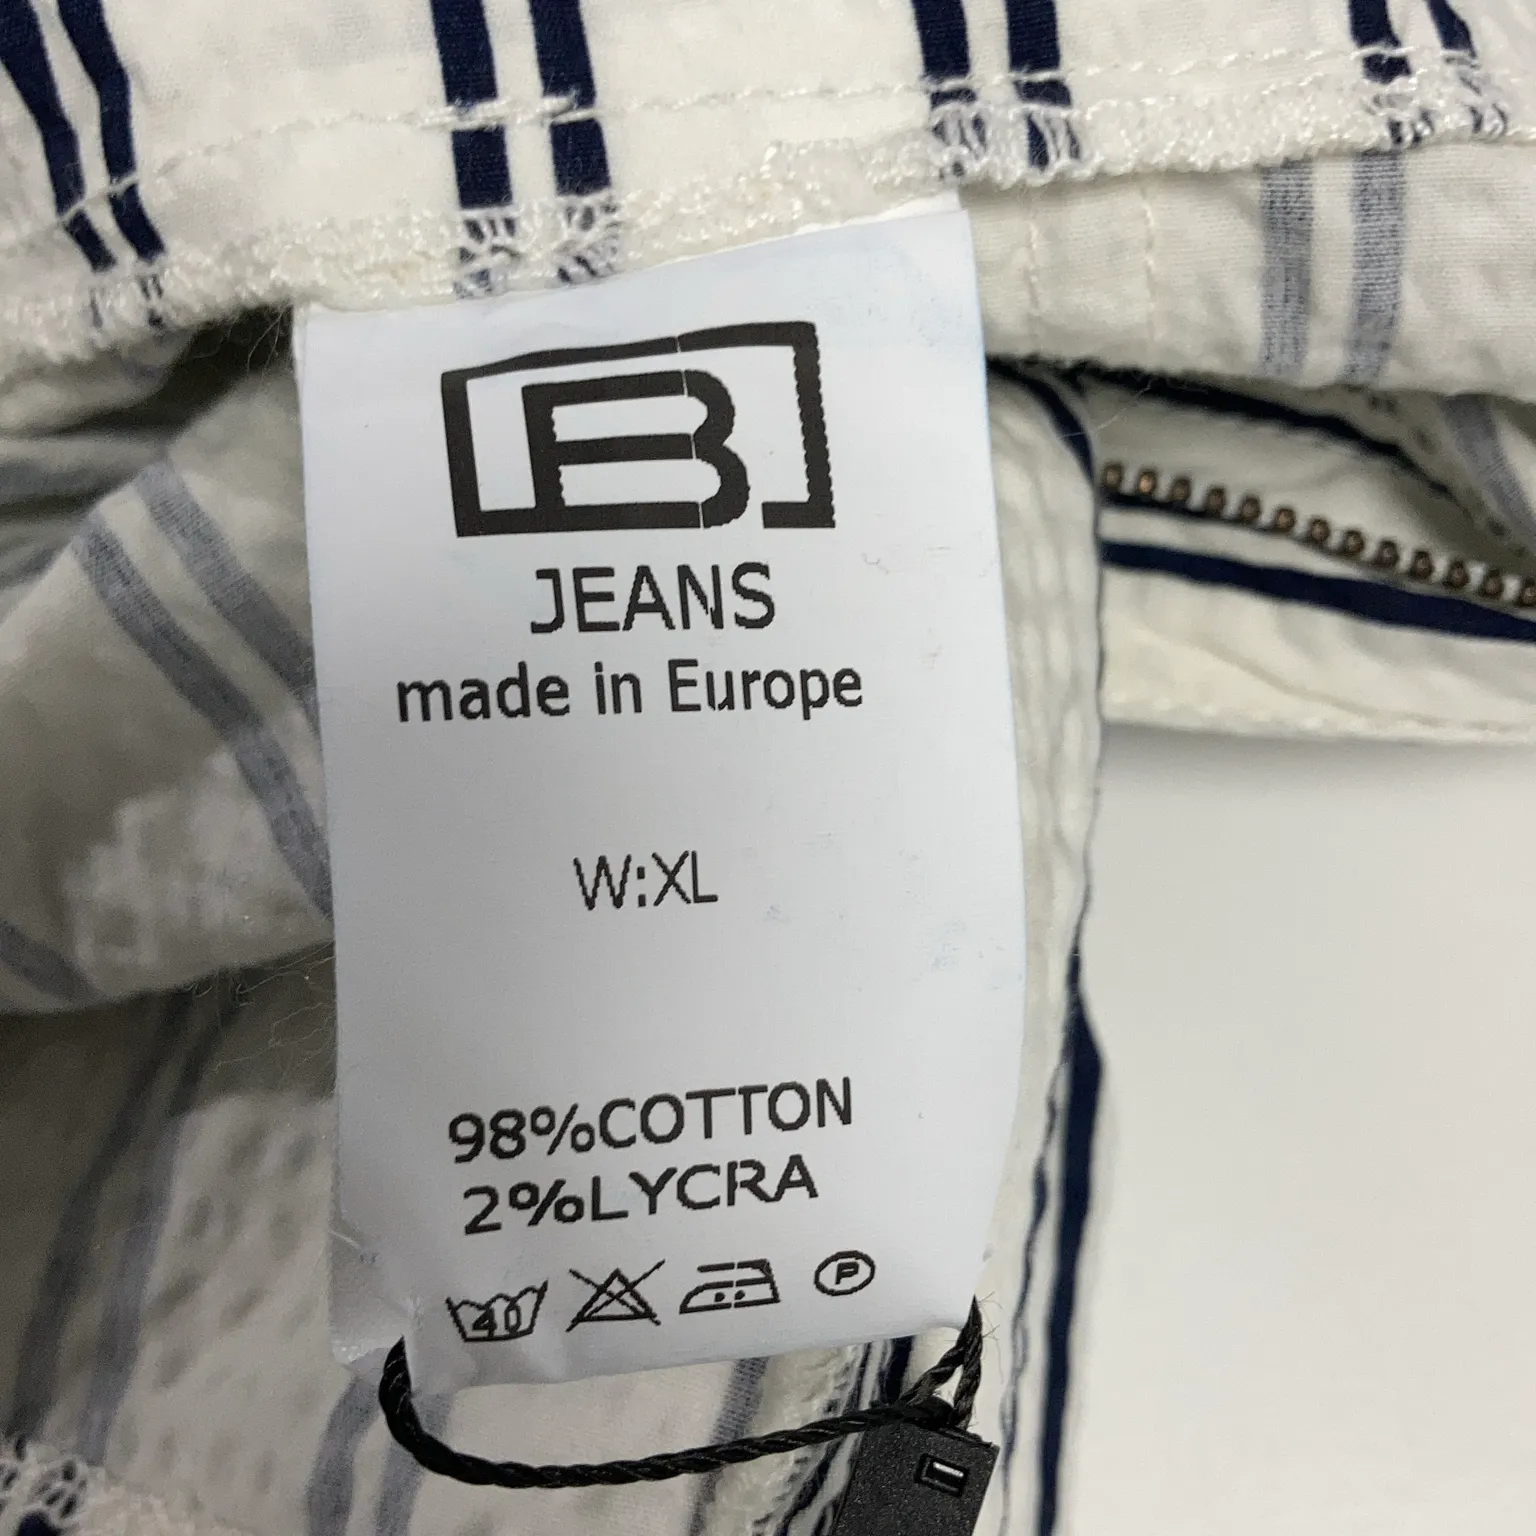 B
JEANS
made in Europe
W:XL
98%COTTON
2%LYCRA
40 P